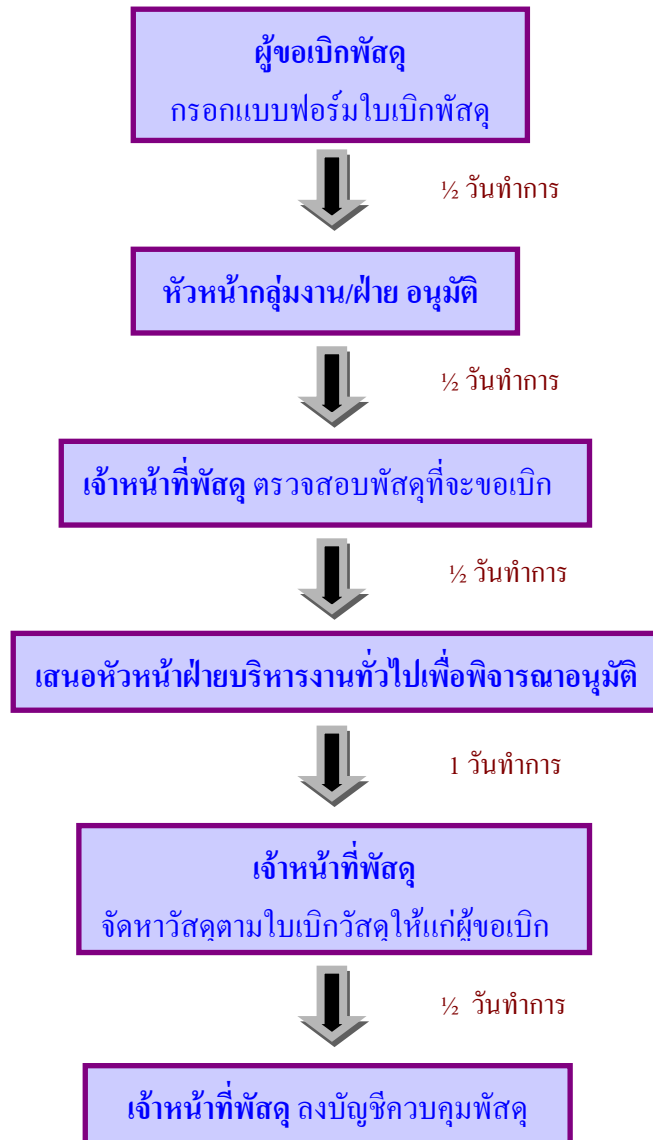 ผู้ขอเบิกพัสดุ
กรอกแบบฟอร์มใบเบิกพัสดุ
½ วันทำการ
หัวหน้ากลุ่มงาน/ฝ่าย อนุมัติ
½ วันทำการ
เจ้าหน้าที่พัสดุ ตรวจสอบพัสดุที่จะขอเบิก
½ วันทำการ
เสนอหัวหน้าฝ่ายบริหารงานทั่วไปเพื่อพิจารณาอนุมัติ
1 วันทำการ
เจ้าหน้าที่พัสดุ
จัดหาวัสดุตามใบเบิกวัสดุให้แก่ผู้ขอเบิก
½ วันทำการ
เจ้าหน้าที่พัสดุ ลงบัญชีควบคุมพัสดุ